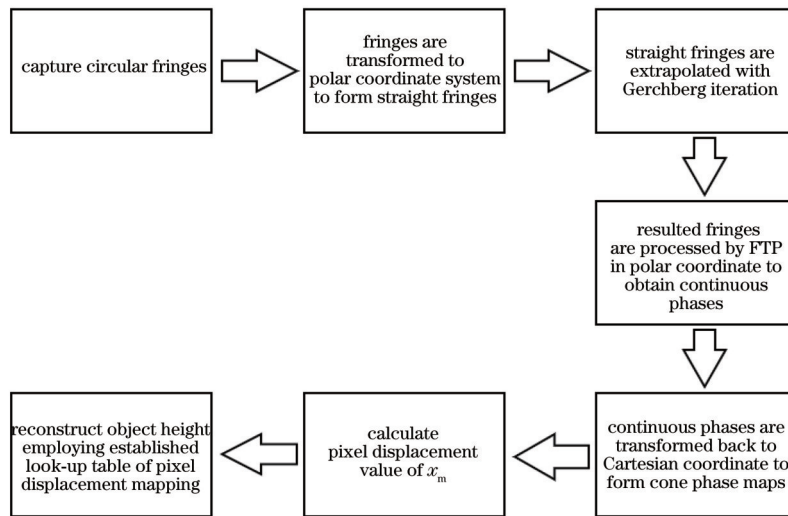 capture circular fringes
fringes are
transformed to
polar coordinate system
to form straight fringes
straight fringes are
extrapolated with
Gerchberg iteration
resulted fringes
are processed by FTP
in polar coordinate to
obtain continuous
phases
continuous phases are
transformed back to
Cartesian coordinate to
form cone phase maps
calculate
pixel displacement
value of xₘ
reconstruct object height
employing established
look-up table of pixel
displacement mapping